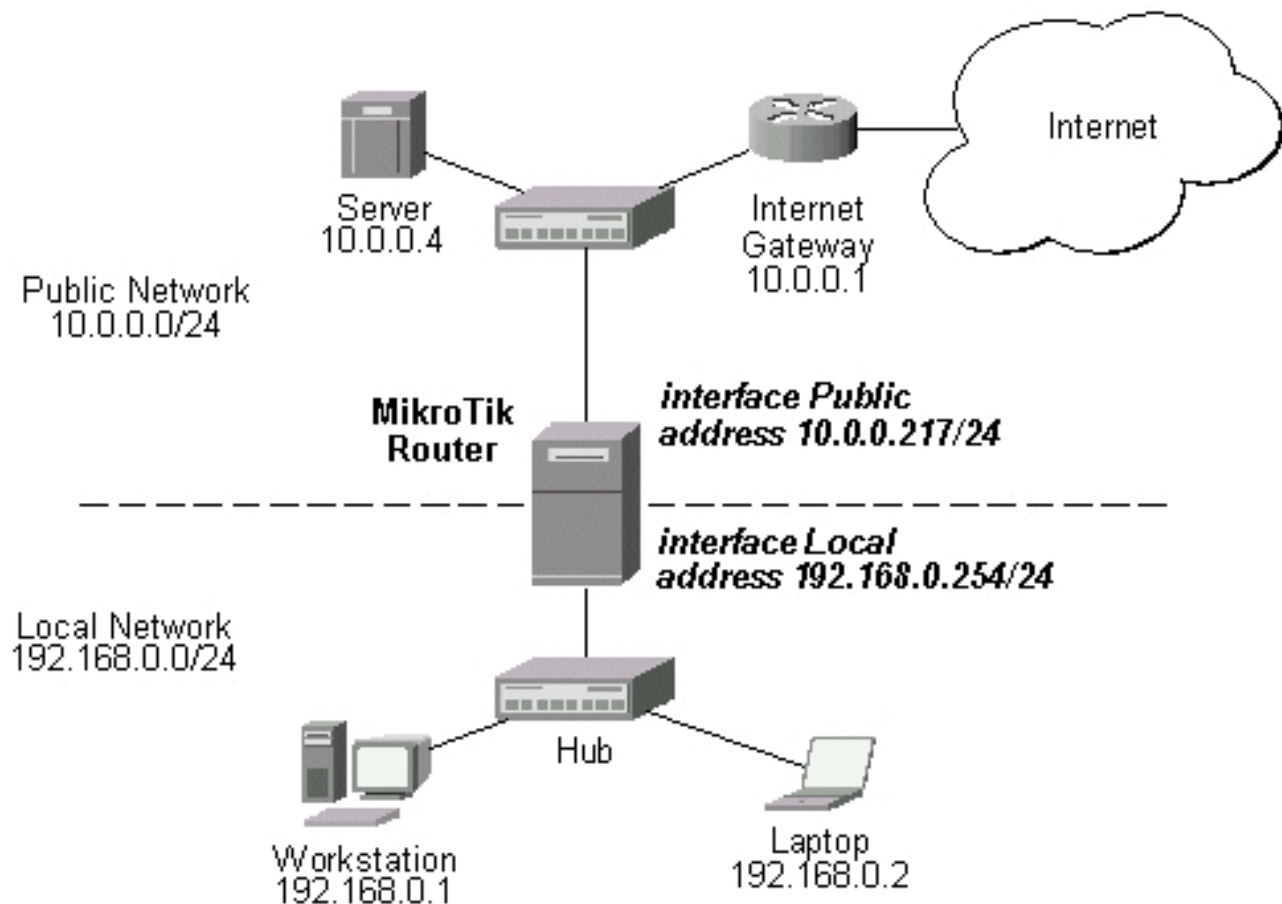 Internet
Server
10.0.0.4
Internet
Gateway
10.0.0.1
Public Network
10.0.0.0/24
MikroTik
Router
interface Public
address 10.0.0.217/24
interface Local
address 192.168.0.254/24
Local Network
192.168.0.0/24
Hub
Workstation
192.168.0.1
Laptop
192.168.0.2